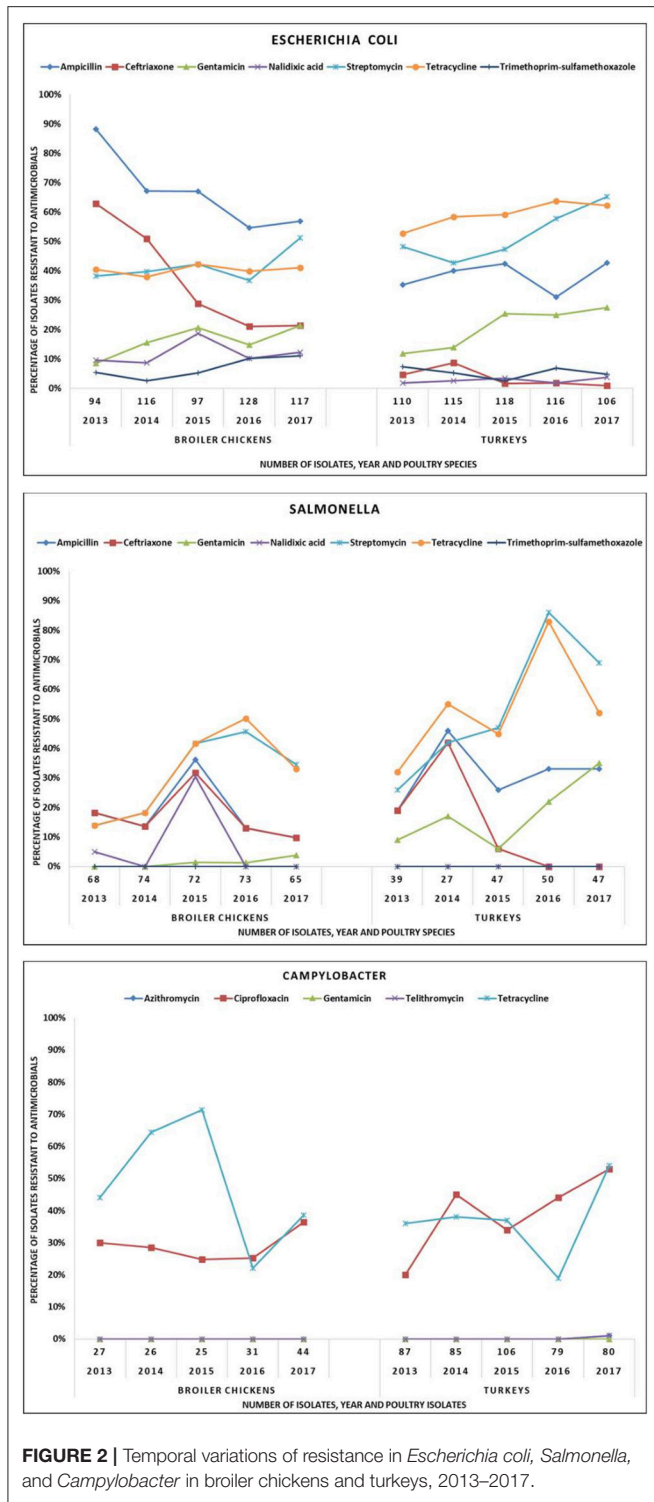 ESCHERICHIA COLI
Ampicillin Ceftriaxone Gentamicin Nalidixic acid Streptomycin Tetracycline Trimethoprim-sulfamethoxazole
PERCENTAGE OF ISOLATES RESISTANT TO ANTIMICROBIALS
100%
90%
80%
70%
60%
50%
40%
30%
20%
10%
0%
94 116 97 128 117 110 115 118 116 106
2013 2014 2015 2016 2017 2013 2014 2015 2016 2017
BROILER CHICKENS TURKEYS
NUMBER OF ISOLATES, YEAR AND POULTRY SPECIES
SALMONELLA
Ampicillin Ceftriaxone Gentamicin Nalidixic acid Streptomycin Tetracycline Trimethoprim-sulfamethoxazole
PERCENTAGE OF ISOLATES RESISTANT TO ANTIMICROBIALS
100%
90%
80%
70%
60%
50%
40%
30%
20%
10%
0%
68 74 72 73 65 39 27 47 50 47
2013 2014 2015 2016 2017 2013 2014 2015 2016 2017
BROILER CHICKENS TURKEYS
NUMBER OF ISOLATES, YEAR AND POULTRY SPECIES
CAMPYLOBACTER
Azithromycin Ciprofloxacin Gentamicin Telithromycin Tetracycline
PERCENTAGE OF ISOLATES RESISTANT TO ANTIMICROBIALS
100%
90%
80%
70%
60%
50%
40%
30%
20%
10%
0%
27 26 25 31 44 87 85 106 79 80
2013 2014 2015 2016 2017 2013 2014 2015 2016 2017
BROILER CHICKENS TURKEYS
NUMBER OF ISOLATES, YEAR AND POULTRY ISOLATES
FIGURE 2 | Temporal variations of resistance in Escherichia coli, Salmonella,
and Campylobacter in broiler chickens and turkeys, 2013–2017.